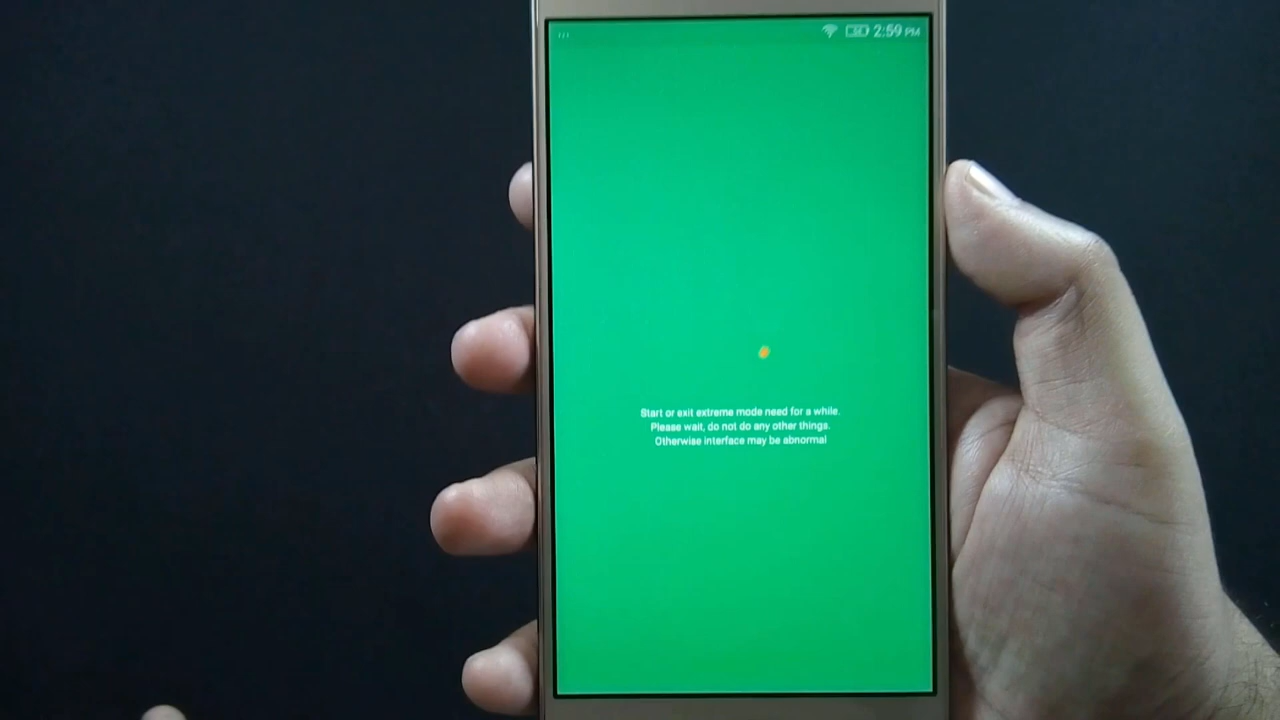 2:59 PM
Start or exit extreme mode need for a while.
Please wait, do not do any other things.
Otherwise interface may be abnormal